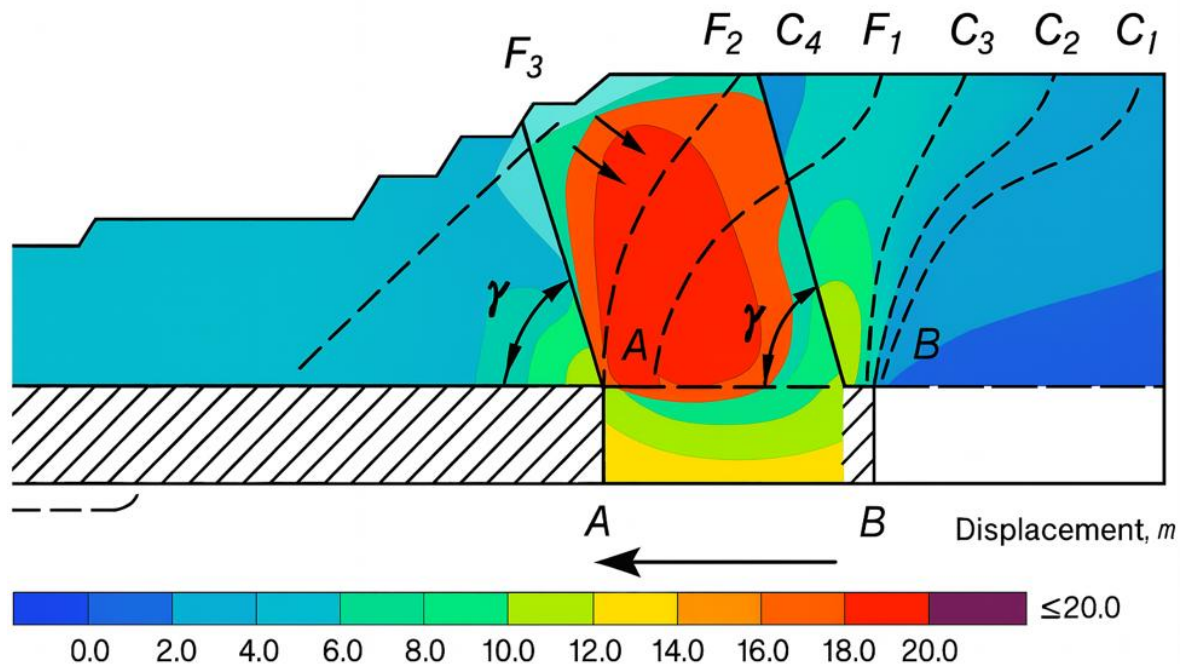 F₃ F₂ C₄ F₁ C₃ C₂ C₁
γ γ
A B
A B
Displacement, m
0.0 2.0 4.0 6.0 8.0 10.0 12.0 14.0 16.0 18.0 20.0 ≤20.0